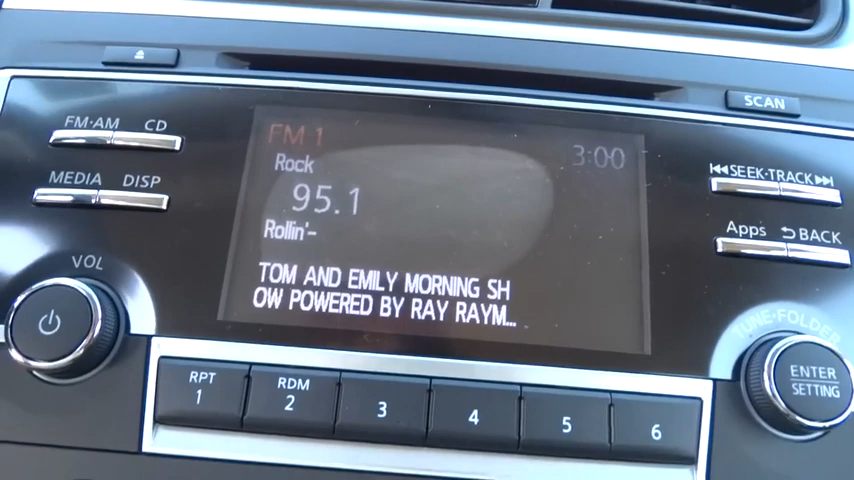 SCAN
FM·AM CD
MEDIA DISP
VOL
FM 1
Rock
3:00
95.1
Rollin'-
TOM AND EMILY MORNING SH
OW POWERED BY RAY RAYM...
SEEK·TRACK
Apps BACK
TUNE·FOLDER
ENTER
SETTING
RPT
1
RDM
2
3
4
5
6